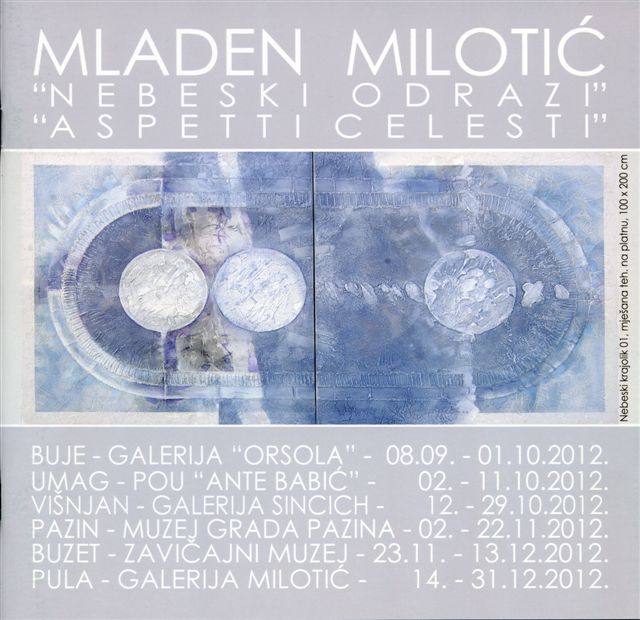 MLADEN MILOTIĆ
"NEBESKI ODRAZI"
"ASPETTI CELESTI"
Nebeski krajolik 01, mješana teh. na platnu, 100 x 200 cm
BUJE - GALERIJA "ORSOLA" - 08.09. - 01.10.2012.
UMAG - POU "ANTE BABIĆ" - 02. - 11.10.2012.
VIŠNJAN - GALERIJA SINCICH - 12. - 29.10.2012.
PAZIN - MUZEJ GRADA PAZINA - 02. - 22.11.2012.
BUZET - ZAVIČAJNI MUZEJ - 23.11. - 13.12.2012.
PULA - GALERIJA MILOTIĆ - 14. - 31.12.2012.